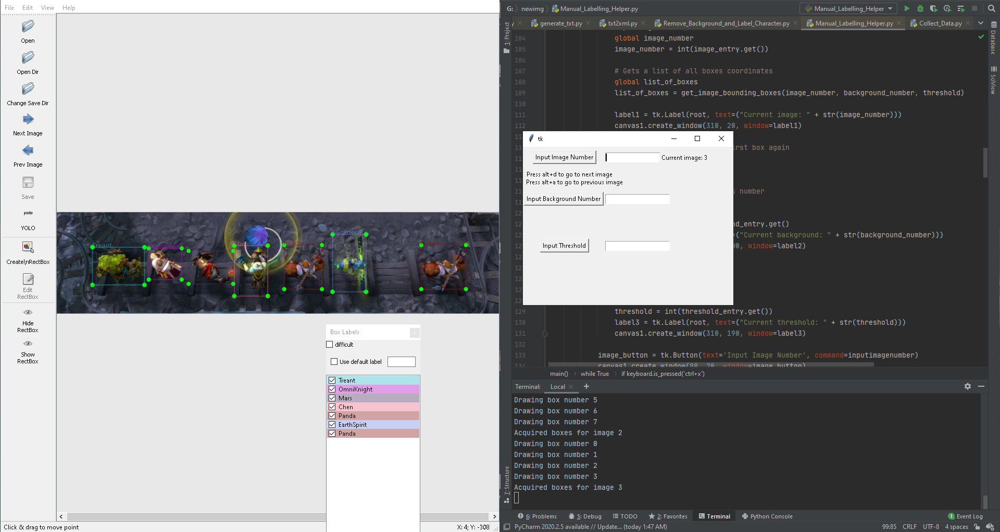 File Edit View Help
Open
Open Dir
Change Save Dir
Next Image
Prev Image
Save
yolo
YOLO
Create\nRectBox
Edit
RectBox
Hide
RectBox
Show
RectBox
Treant
Chen
EarthSpirit
Box Labels
x
difficult
Use default label
Treant
OmniKnight
Mars
Chen
Panda
EarthSpirit
Panda
Click & drag to move point
X: 4; Y: -308
G: newimg Manual_Labelling_Helper.py
Manual_Labelling_Helper
y generate_txt.py txt2xml.py Remove_Background_and_Label_Character.py Manual_Labelling_Helper.py Collect_Data.py
1: Project
Database
SciView
104 global image_number
105 image_number = int(image_entry.get())
106
107 # Gets a list of all boxes coordinates
108 global list_of_boxes
109 list_of_boxes = get_image_bounding_boxes(image_number, background_number, threshold)
110
111 label1 = tk.Label(root, text=("Current image: " + str(image_number)))
112 canvas1.create_window(310, 20, window=label1)
tk
Input Image Number
Current image: 3
Press alt+d to go to next image
Press alt+a to go to previous image
Input Background Number
Input Threshold
11
11 irst box again
11
11
11
11 s number
11
12
12 nd_entry.get()
12 =("Current background: " + str(background_number)))
12 00, window=label2)
12
12
12
12
12
129 threshold = int(threshold_entry.get())
130 label3 = tk.Label(root, text=("Current threshold: " + str(threshold)))
131 canvas1.create_window(310, 190, window=label3)
132
133 image_button = tk.Button(text='Input Image Number', command=inputimagenumber)
134 canvas1.create_window(80, 20, window=image_button)
main() while True if keyboard.is_pressed('ctrl+x')
Terminal: Local +
Drawing box number 5
Drawing box number 6
Drawing box number 7
Acquired boxes for image 2
Drawing box number 0
Drawing box number 1
Drawing box number 2
Drawing box number 3
Acquired boxes for image 3
7: Structure
6: Problems 5: Debug TODO 2: Favorites Terminal Python Console 1 Event Log
PyCharm 2020.2.5 available // Update... (today 1:47 AM) 99:85 CRLF UTF-8 4 spaces